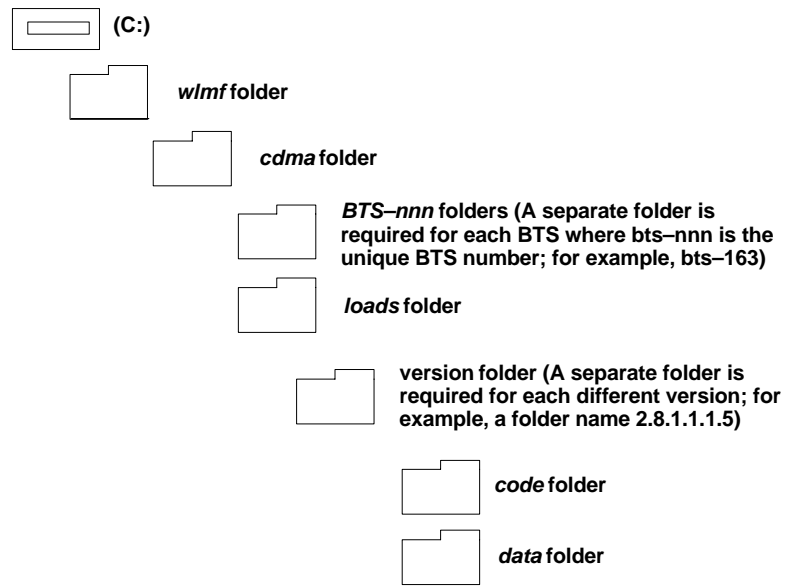 (C:)
wlmf folder
cdma folder
BTS–nnn folders (A separate folder is
required for each BTS where bts–nnn is the
unique BTS number; for example, bts–163)
loads folder
version folder (A separate folder is
required for each different version; for
example, a folder name 2.8.1.1.1.5)
code folder
data folder